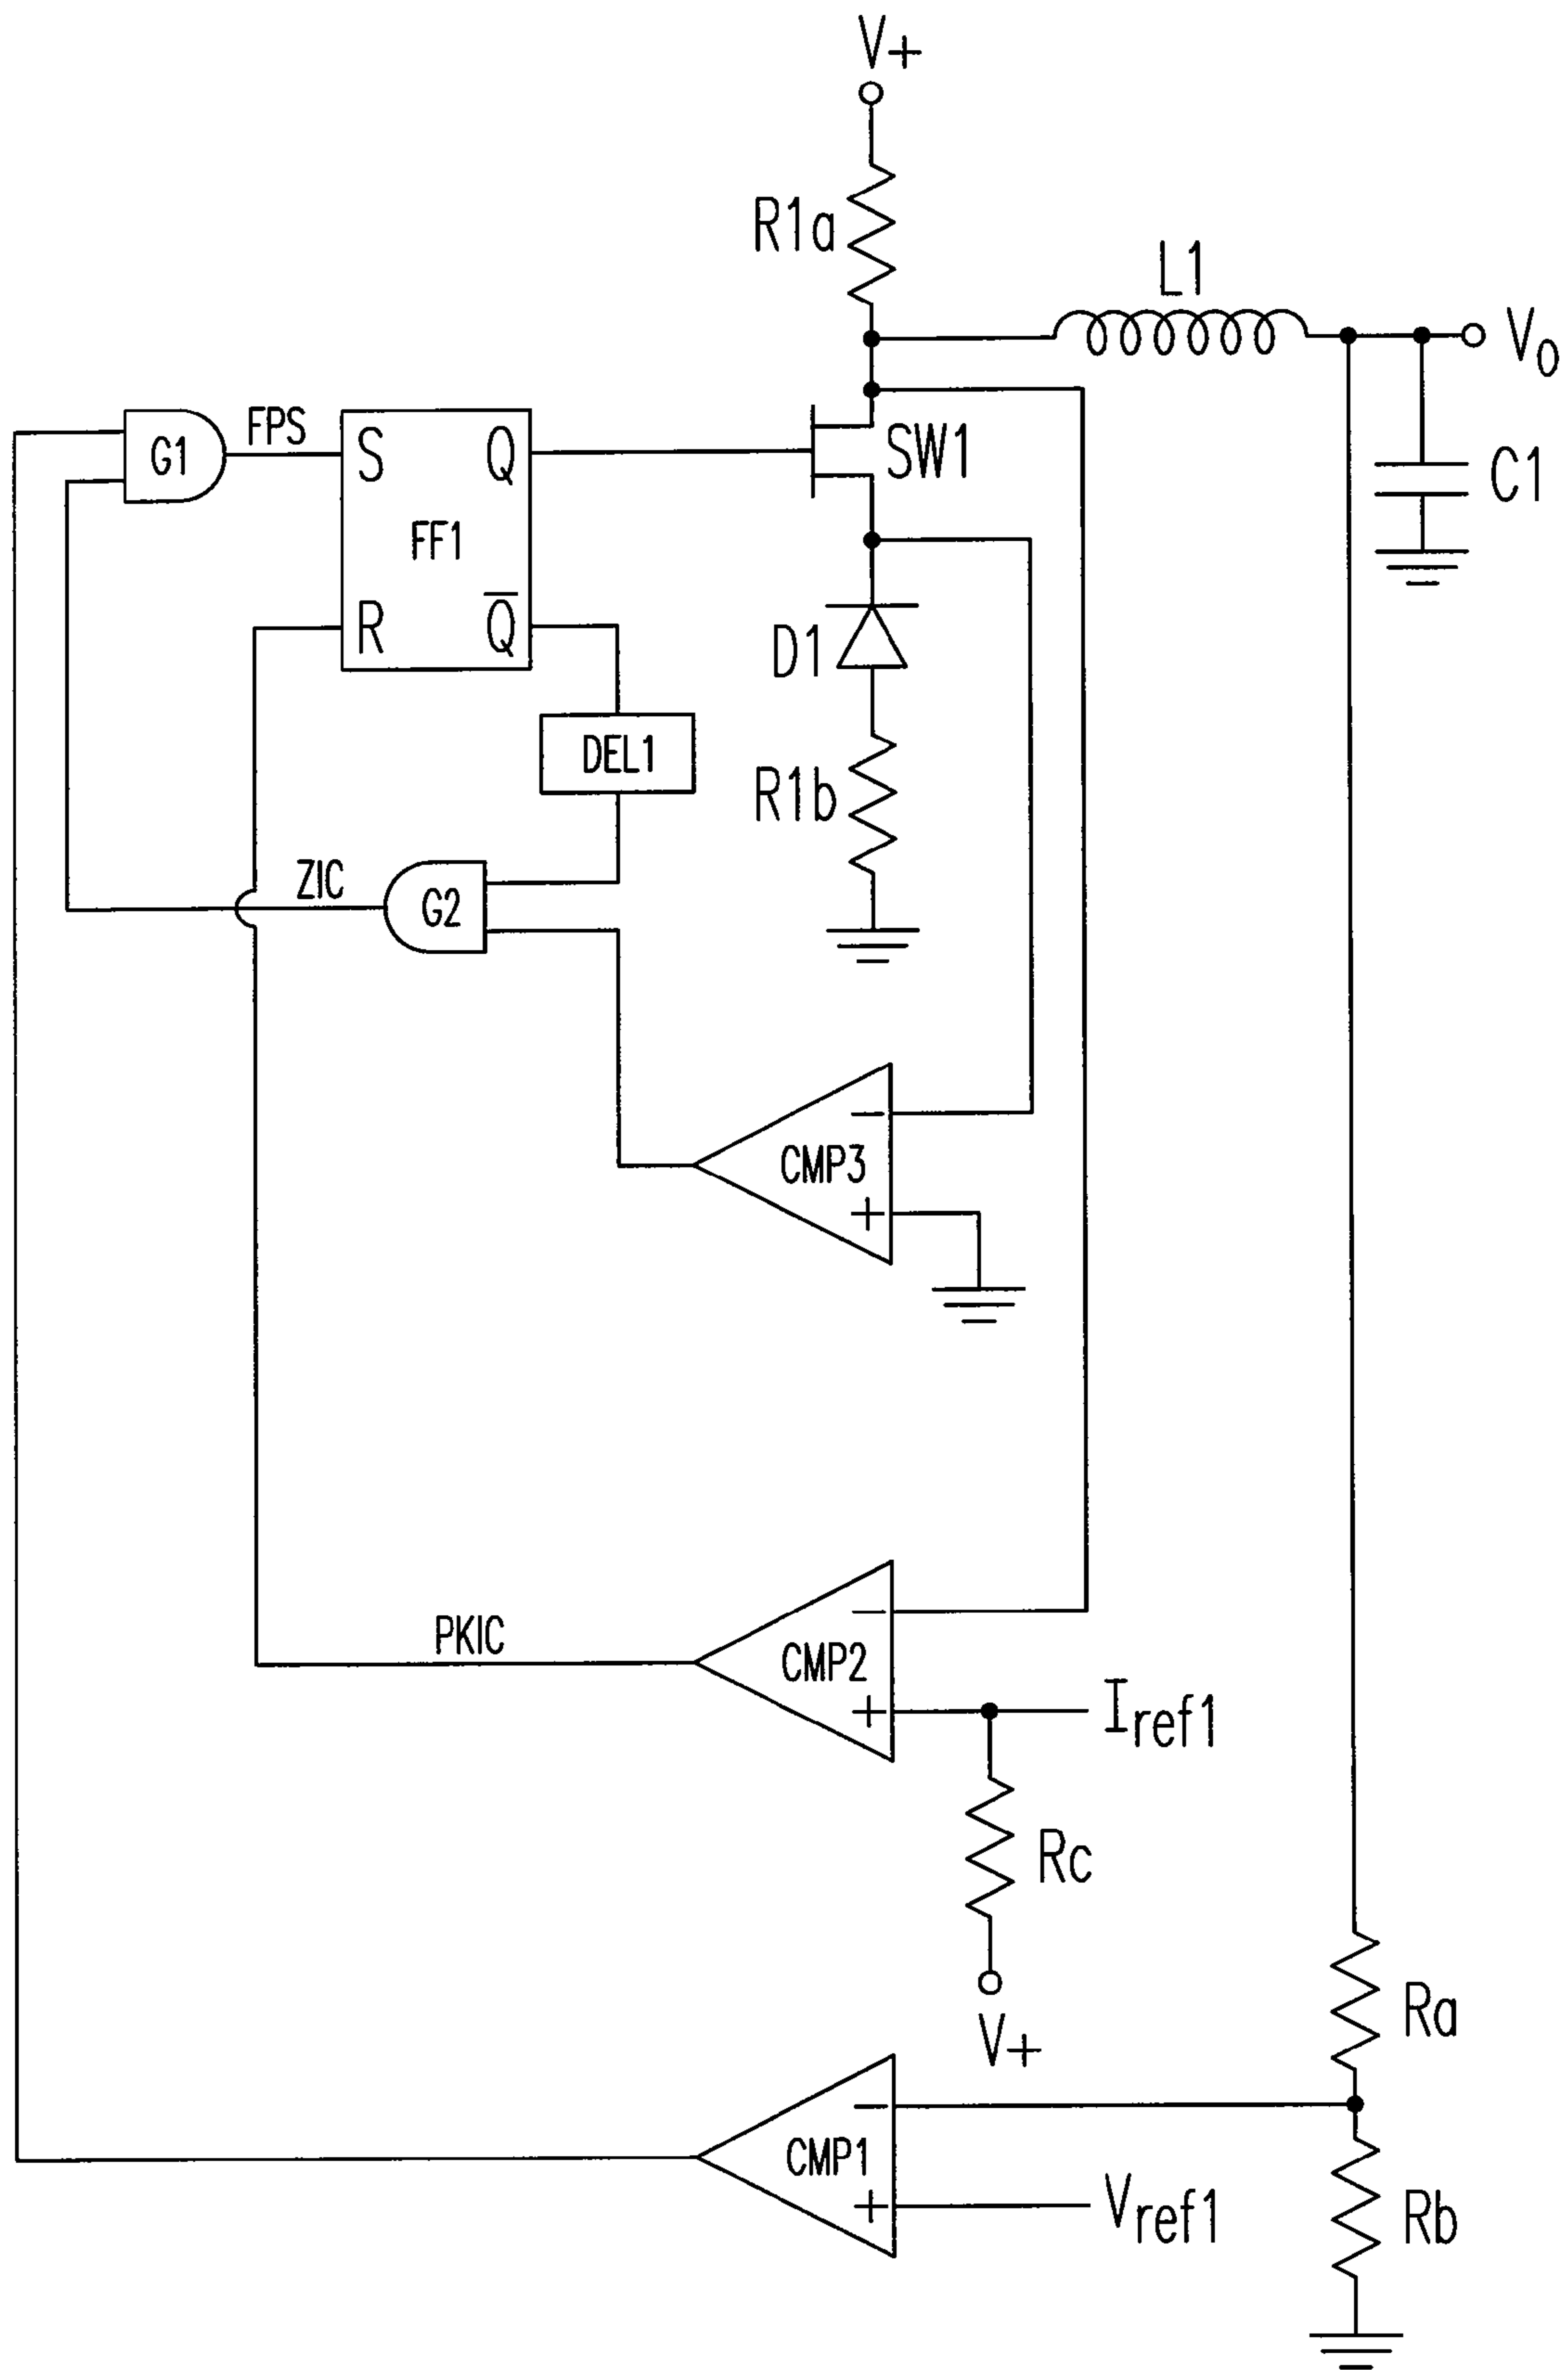 V+
R1a
L1
Vo
G1
FPS
S
Q
FF1
R
Q̅
SW1
C1
D1
DEL1
R1b
ZIC
G2
−
CMP3
+
PKIC
−
CMP2
+
Iref1
Rc
V+
Ra
−
CMP1
+
Vref1
Rb